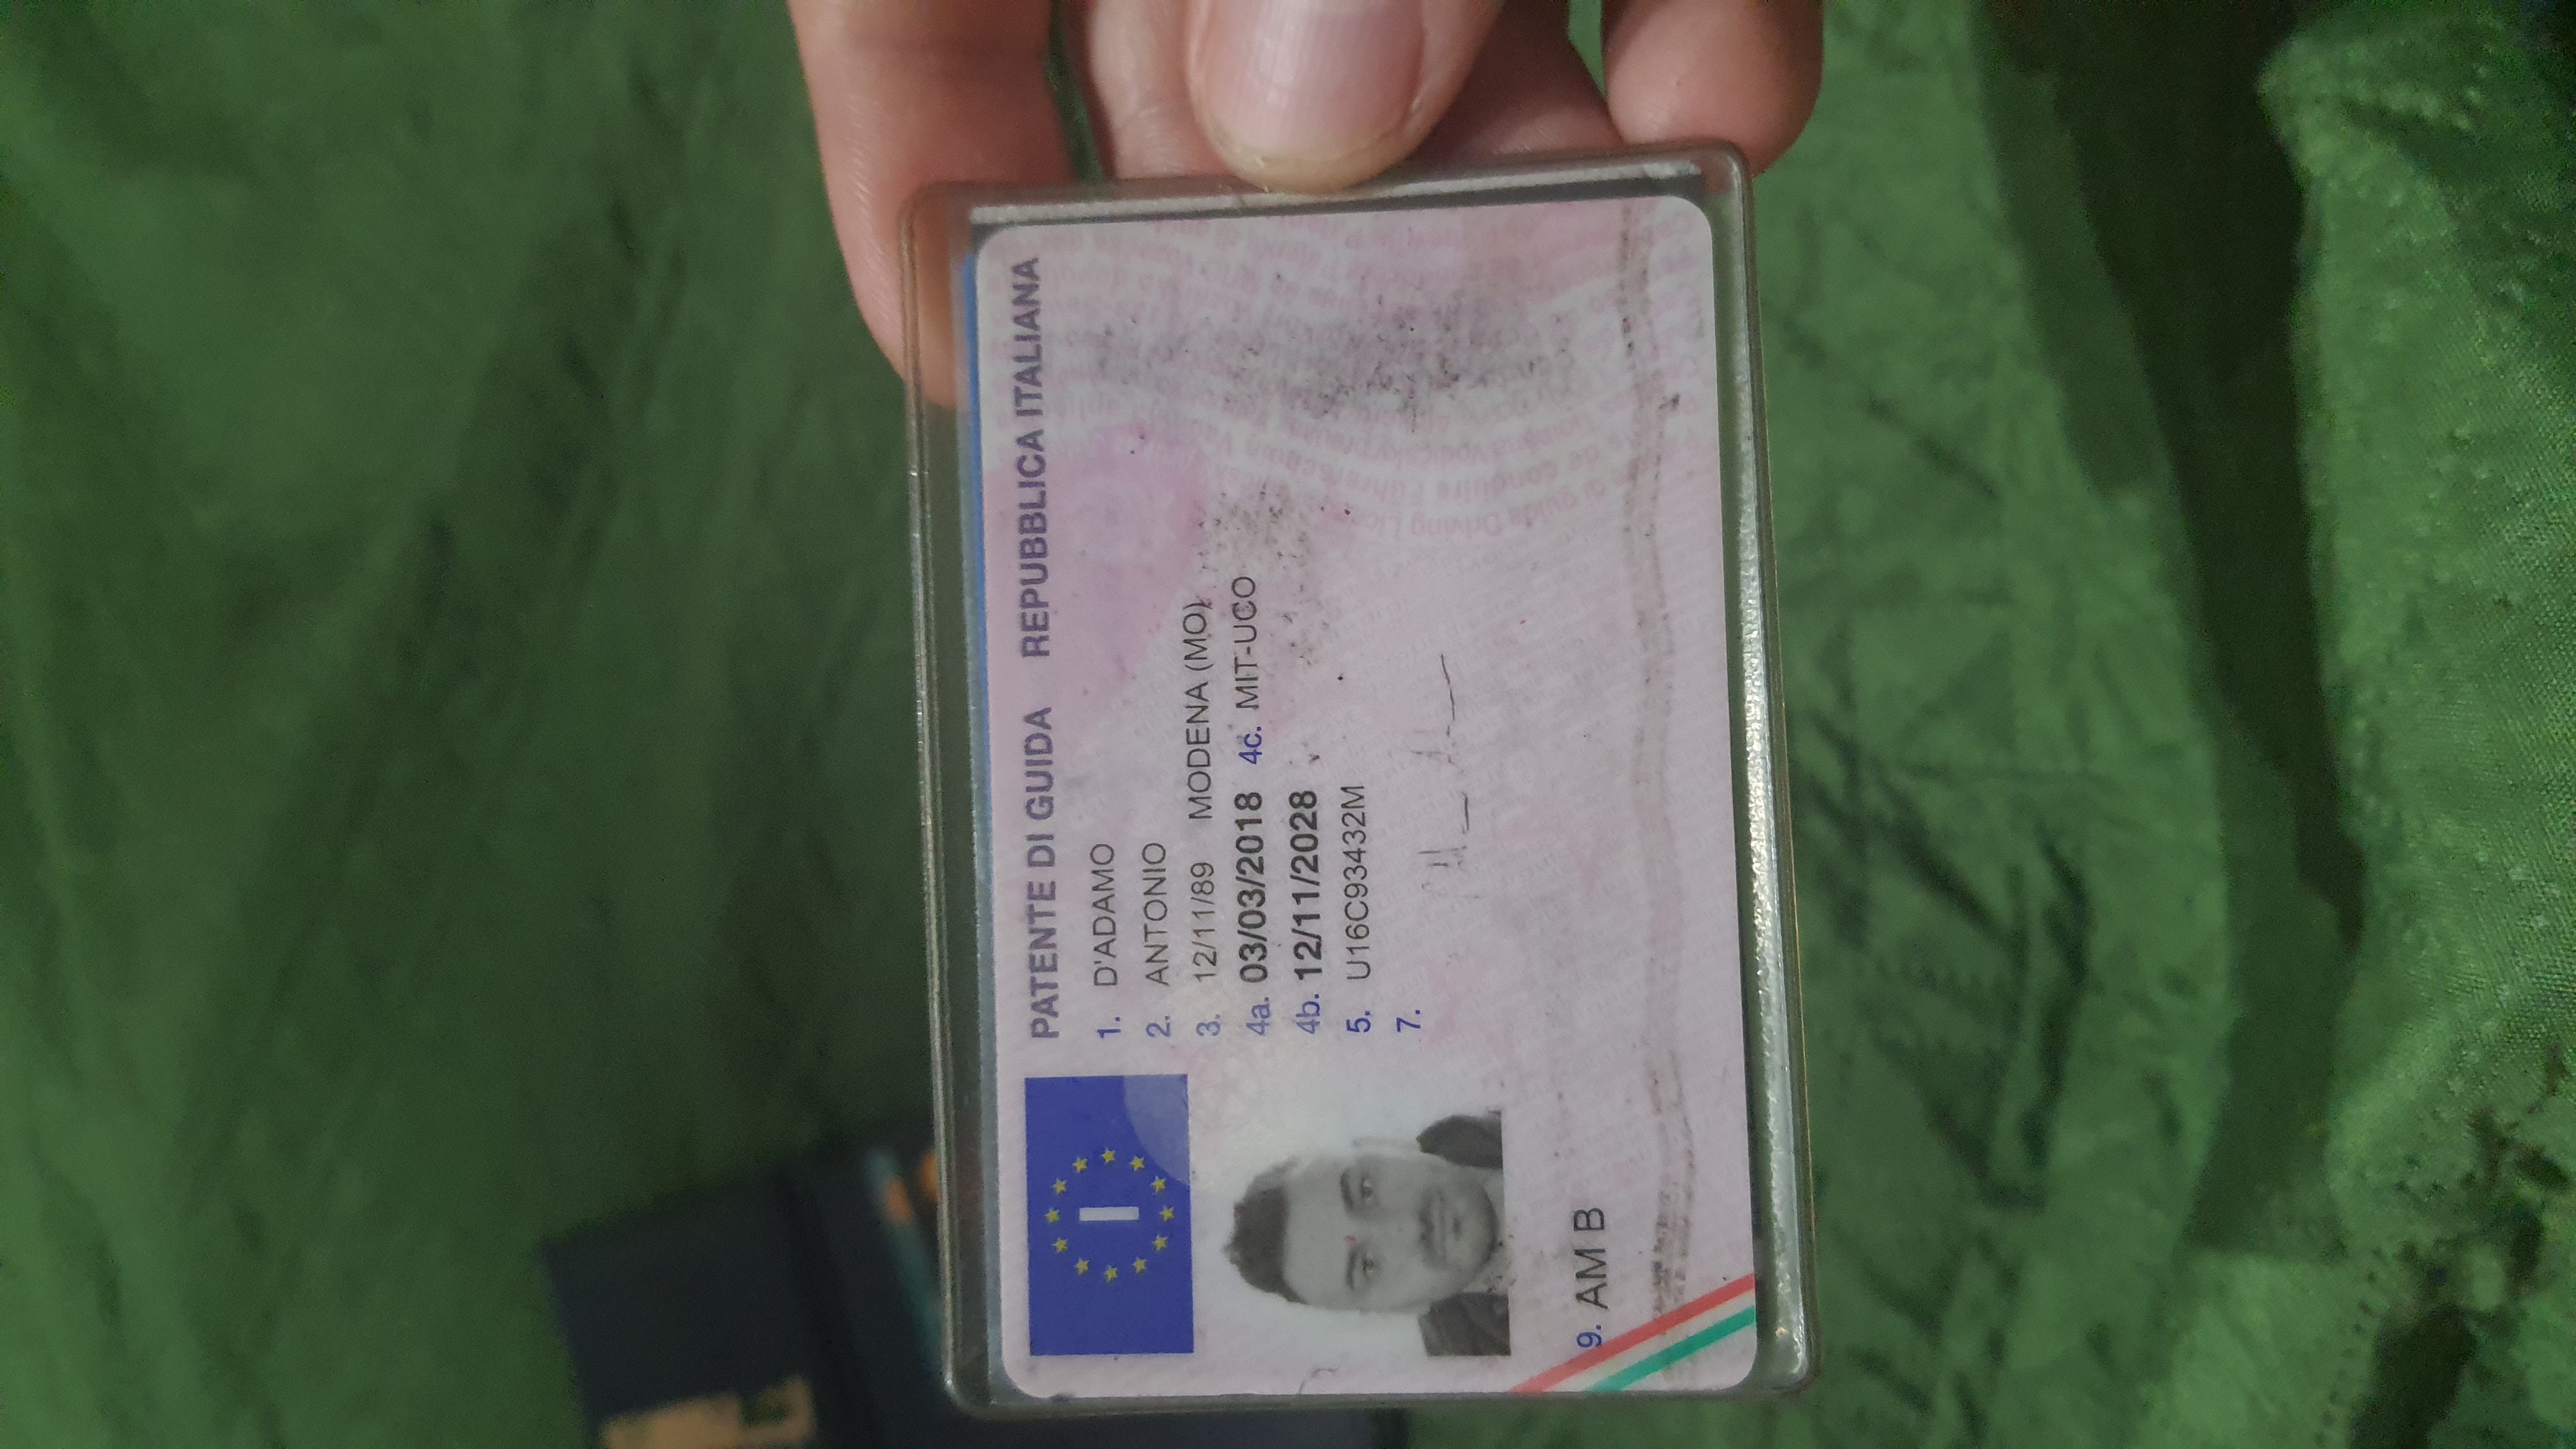 I
PATENTE DI GUIDA REPUBBLICA ITALIANA
1. D'ADAMO
2. ANTONIO
3. 12/11/89 MODENA (MO)
4a. 03/03/2018 4c. MIT-UCO
4b. 12/11/2028
5. U16C93432M
7.
9. AM B